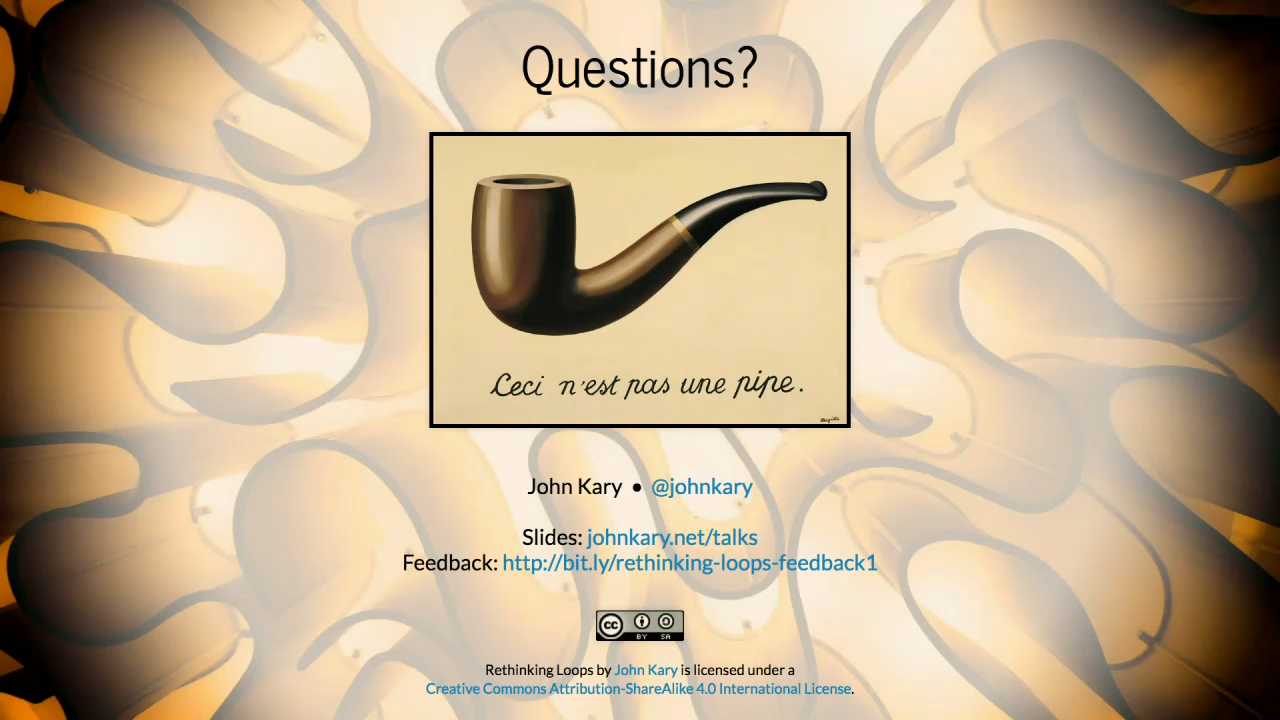 Questions?
Ceci n'est pas une pipe.
Magritte
John Kary • @johnkary
Slides: johnkary.net/talks
Feedback: http://bit.ly/rethinking-loops-feedback1
cc BY SA
Rethinking Loops by John Kary is licensed under a
Creative Commons Attribution-ShareAlike 4.0 International License.